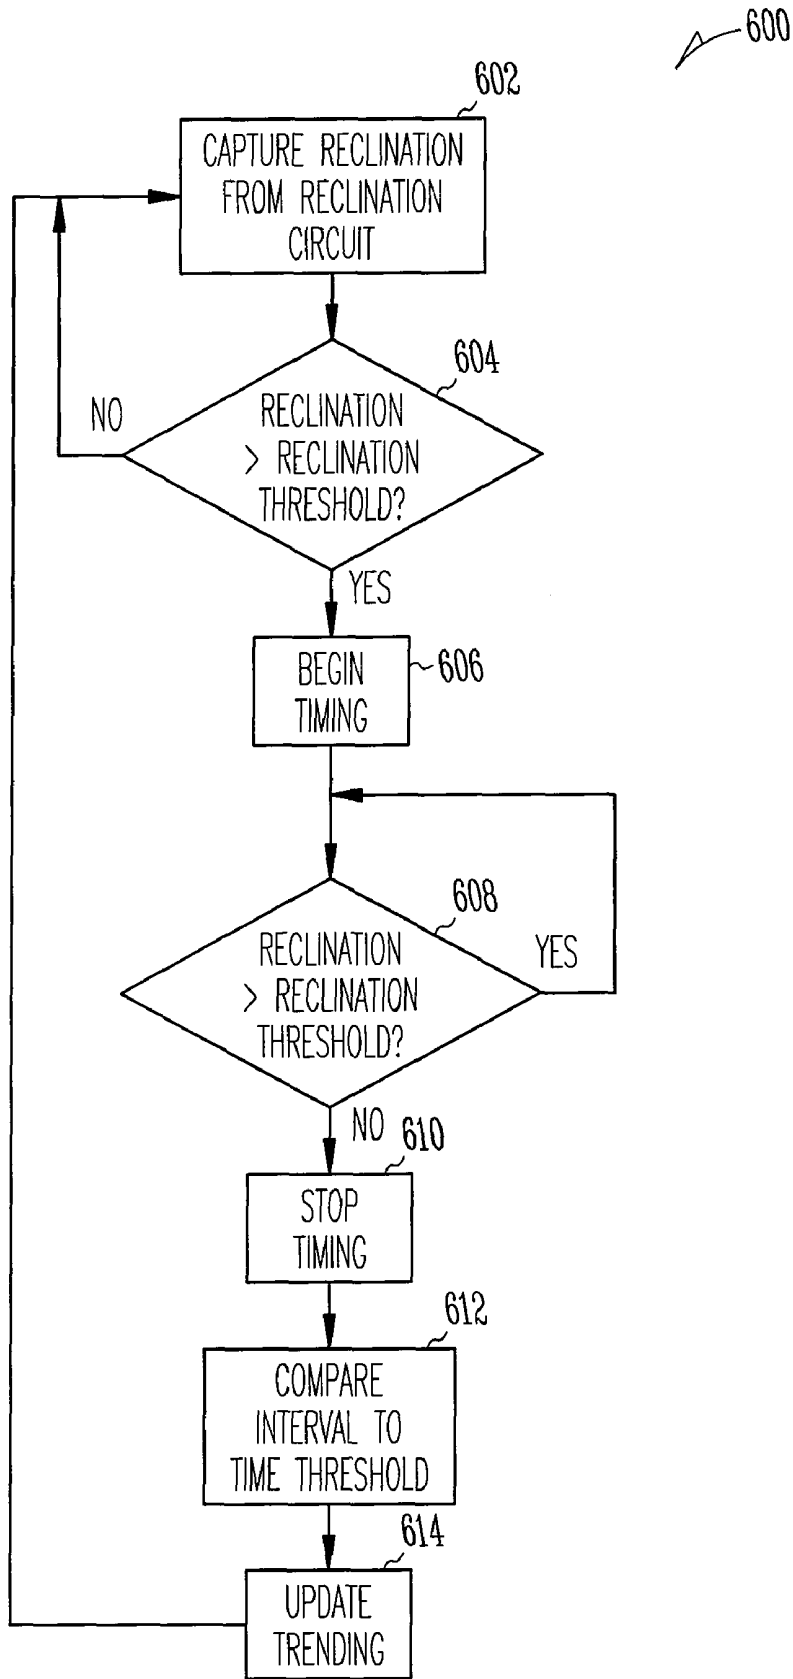 600
602
CAPTURE RECLINATION
FROM RECLINATION
CIRCUIT
604
NO
RECLINATION
> RECLINATION
THRESHOLD?
YES
BEGIN
TIMING
606
608
RECLINATION
> RECLINATION
THRESHOLD?
YES
NO
610
STOP
TIMING
612
COMPARE
INTERVAL TO
TIME THRESHOLD
614
UPDATE
TRENDING